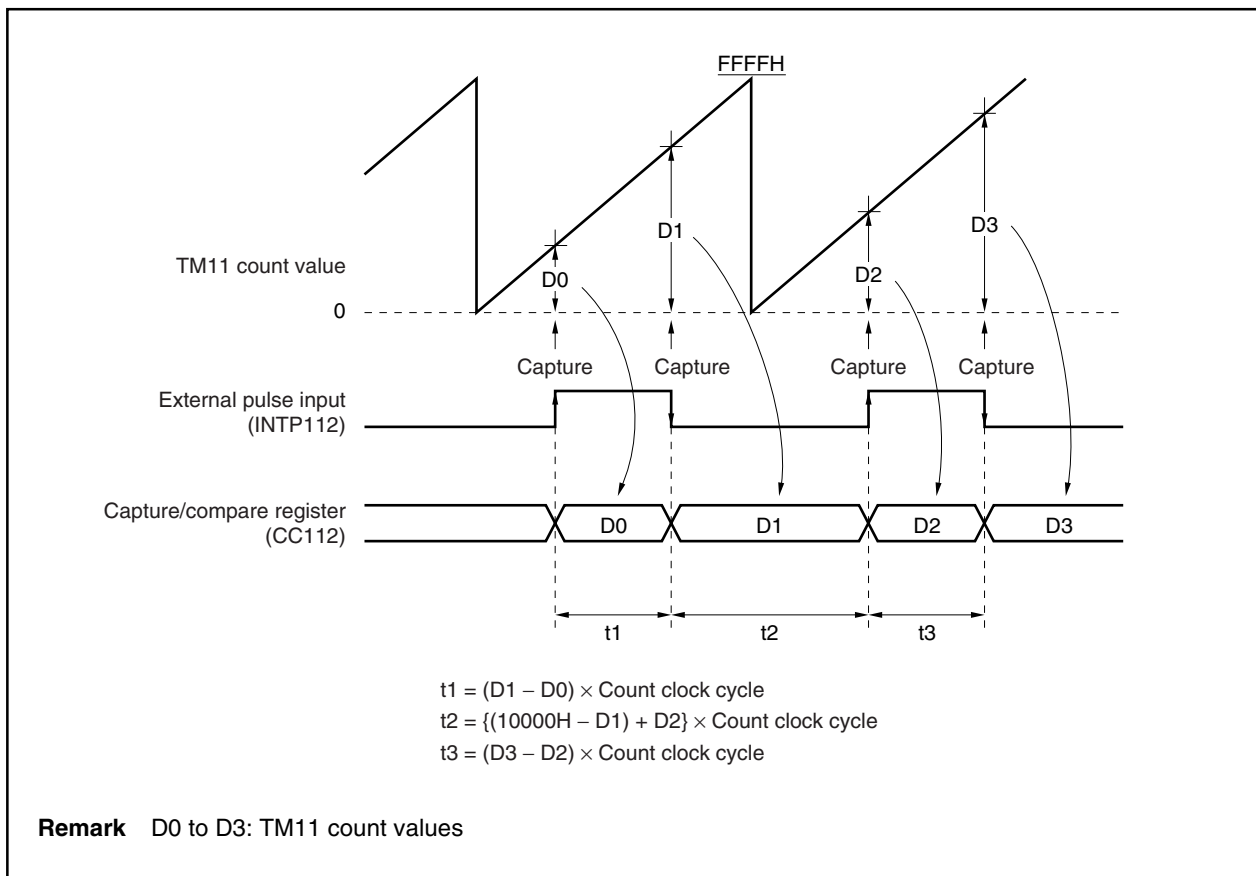 FFFFH
D3
D1
TM11 count value
D0
D2
0
Capture
Capture
Capture
Capture
External pulse input
(INTP112)
Capture/compare register
(CC112)
D0
D1
D2
D3
t1
t2
t3
t1 = (D1 − D0) × Count clock cycle
t2 = {(10000H − D1) + D2} × Count clock cycle
t3 = (D3 − D2) × Count clock cycle
Remark D0 to D3: TM11 count values